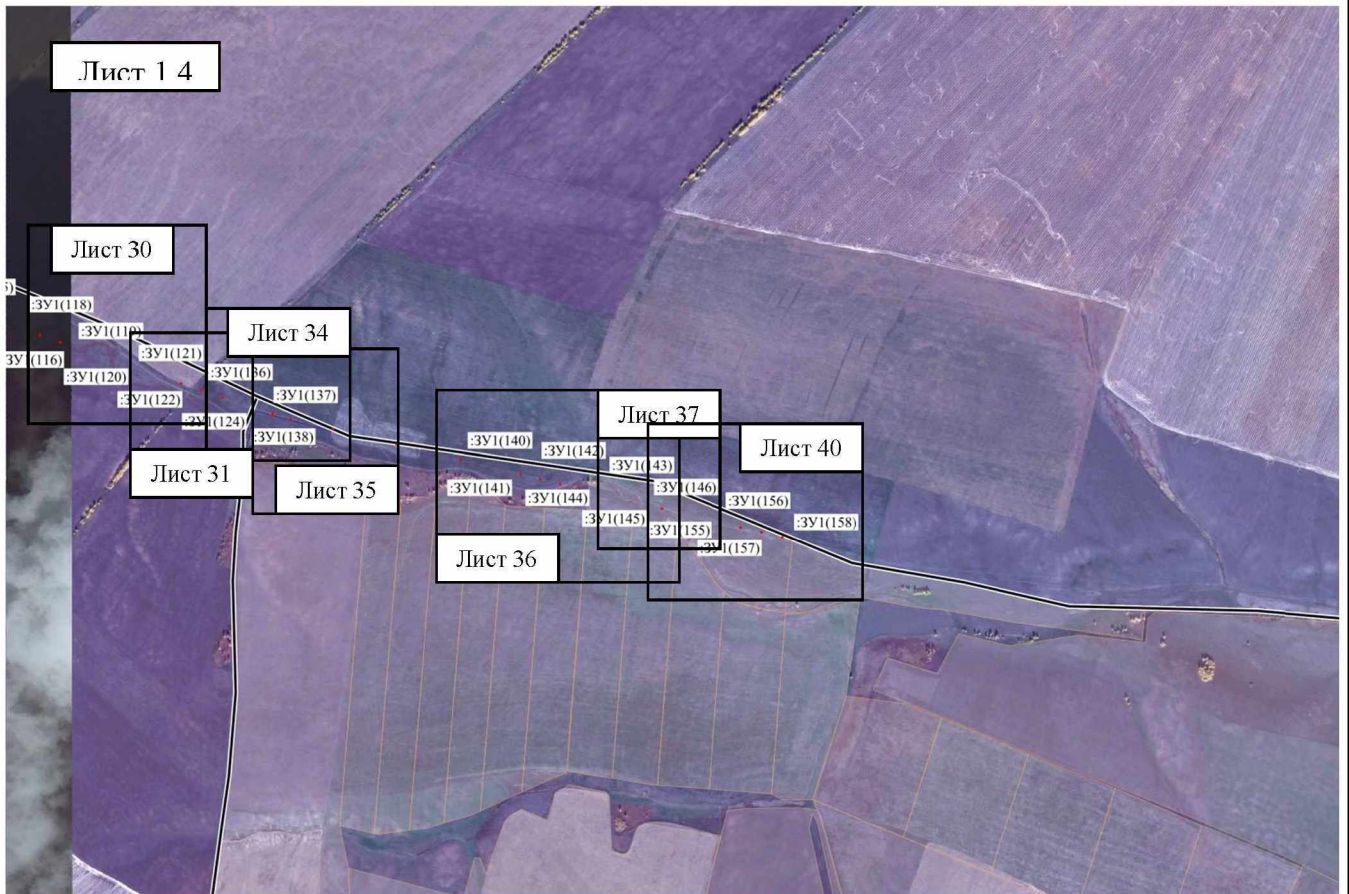 Лист 1 4
Лист 30
5)
:ЗУ1(118)
Лист 34
:ЗУ1(119)
:ЗУ1(121)
ЗУ1(116)
:ЗУ1(120)
:ЗУ1(136)
:ЗУ1(137)
:ЗУ1(122)
:ЗУ1(124)
:ЗУ1(138)
Лист 31
Лист 35
Лист 37
:ЗУ1(140)
:ЗУ1(142)
Лист 40
:ЗУ1(143)
:ЗУ1(141)
:ЗУ1(146)
:ЗУ1(144)
:ЗУ1(156)
:ЗУ1(145)
:ЗУ1(155)
:ЗУ1(158)
:ЗУ1(157)
Лист 36